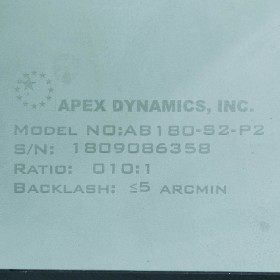 APEX DYNAMICS, INC.
MODEL NO:AB180-S2-P2
S/N: 1809086358
RATIO: 010:1
BACKLASH: ≤5 ARCMIN